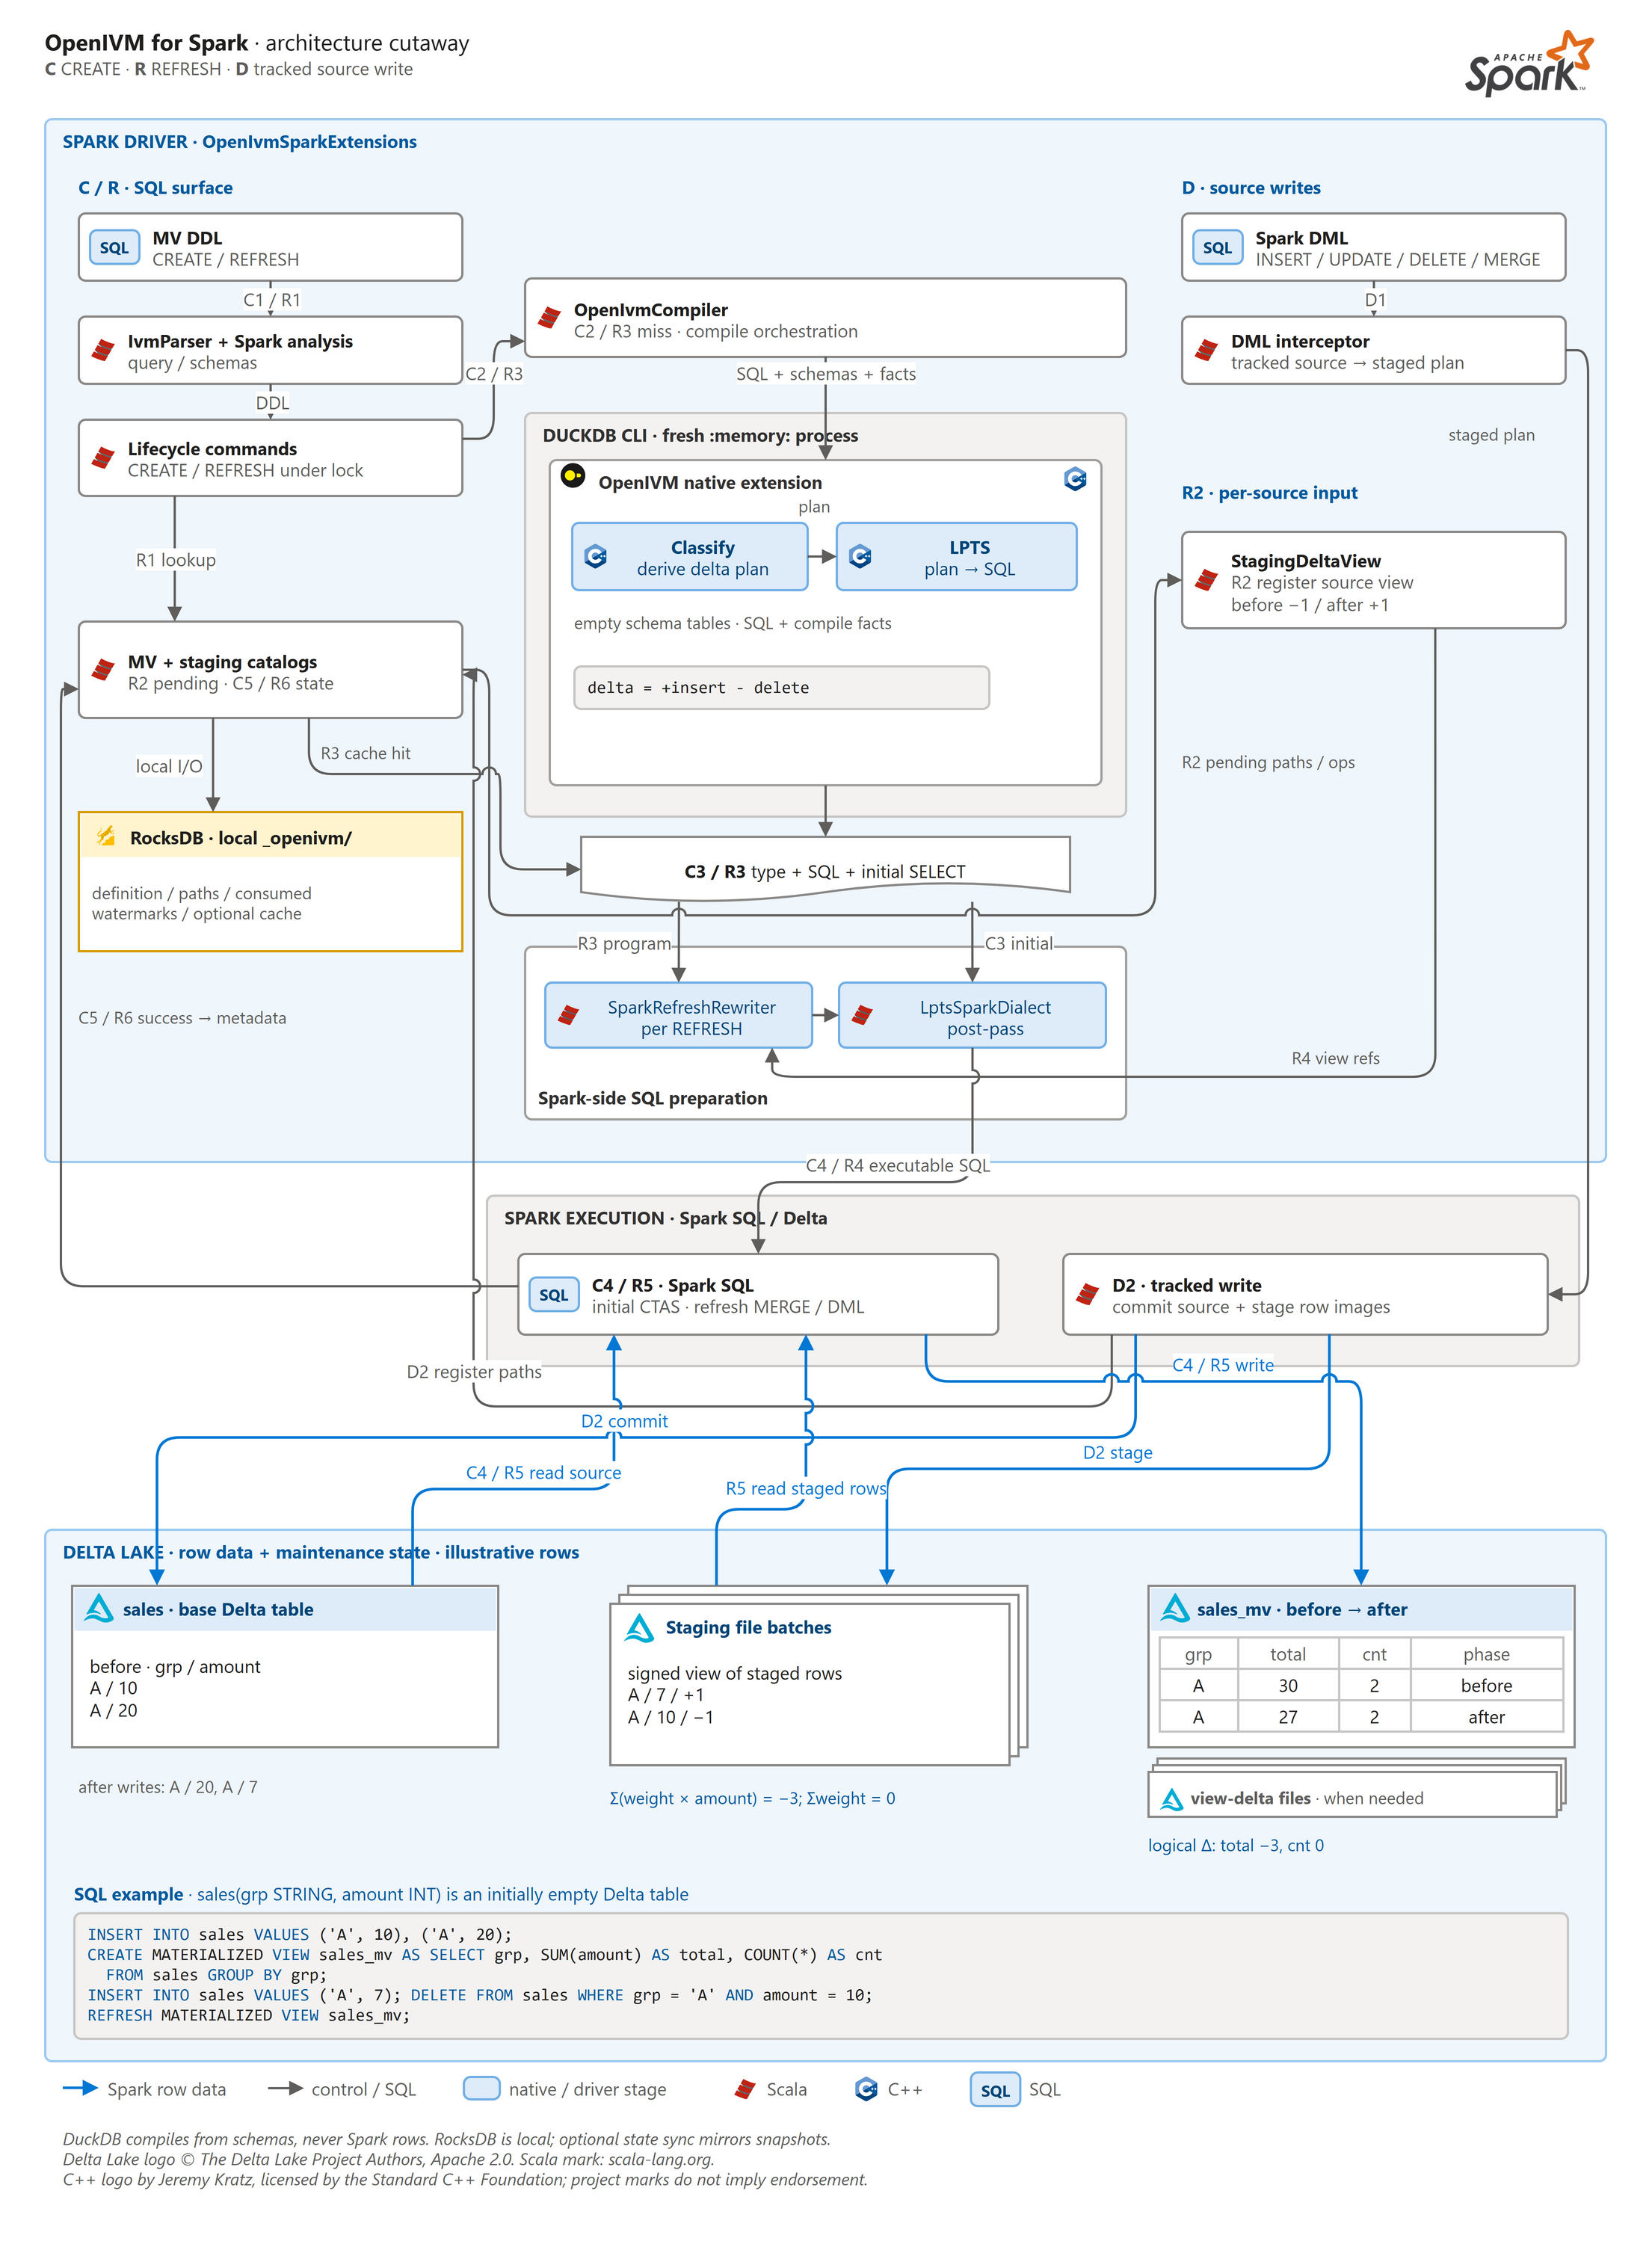 OpenIVM for Spark · architecture cutaway
C CREATE · R REFRESH · D tracked source write
APACHE
Spark™
SPARK DRIVER · OpenIvmSparkExtensions
C / R · SQL surface
D · source writes
SQL
MV DDL
CREATE / REFRESH
SQL
Spark DML
INSERT / UPDATE / DELETE / MERGE
C1 / R1
D1
OpenIvmCompiler
C2 / R3 miss · compile orchestration
IvmParser + Spark analysis
query / schemas
DML interceptor
tracked source → staged plan
C2 / R3
SQL + schemas + facts
DDL
Lifecycle commands
CREATE / REFRESH under lock
DUCKDB CLI · fresh :memory: process
staged plan
OpenIVM native extension
plan
R2 · per-source input
Classify
derive delta plan
LPTS
plan → SQL
R1 lookup
StagingDeltaView
R2 register source view
before −1 / after +1
empty schema tables · SQL + compile facts
MV + staging catalogs
R2 pending · C5 / R6 state
delta = +insert - delete
R3 cache hit
local I/O
R2 pending paths / ops
RocksDB · local _openivm/
definition / paths / consumed
watermarks / optional cache
C3 / R3 type + SQL + initial SELECT
R3 program
C3 initial
SparkRefreshRewriter
per REFRESH
LptsSparkDialect
post-pass
C5 / R6 success → metadata
R4 view refs
Spark-side SQL preparation
C4 / R4 executable SQL
SPARK EXECUTION · Spark SQL / Delta
SQL
C4 / R5 · Spark SQL
initial CTAS · refresh MERGE / DML
D2 · tracked write
commit source + stage row images
D2 register paths
C4 / R5 write
D2 commit
D2 stage
C4 / R5 read source
R5 read staged rows
DELTA LAKE · row data + maintenance state · illustrative rows
sales · base Delta table
before · grp / amount
A / 10
A / 20
after writes: A / 20, A / 7
Staging file batches
signed view of staged rows
A / 7 / +1
A / 10 / −1
Σ(weight × amount) = −3; Σweight = 0
sales_mv · before → after
grp total cnt phase
A 30 2 before
A 27 2 after
view-delta files · when needed
logical Δ: total −3, cnt 0
SQL example · sales(grp STRING, amount INT) is an initially empty Delta table
INSERT INTO sales VALUES ('A', 10), ('A', 20);
CREATE MATERIALIZED VIEW sales_mv AS SELECT grp, SUM(amount) AS total, COUNT(*) AS cnt
FROM sales GROUP BY grp;
INSERT INTO sales VALUES ('A', 7); DELETE FROM sales WHERE grp = 'A' AND amount = 10;
REFRESH MATERIALIZED VIEW sales_mv;
Spark row data
control / SQL
native / driver stage
Scala
C++
SQL
SQL
DuckDB compiles from schemas, never Spark rows. RocksDB is local; optional state sync mirrors snapshots.
Delta Lake logo © The Delta Lake Project Authors, Apache 2.0. Scala mark: scala-lang.org.
C++ logo by Jeremy Kratz, licensed by the Standard C++ Foundation; project marks do not imply endorsement.